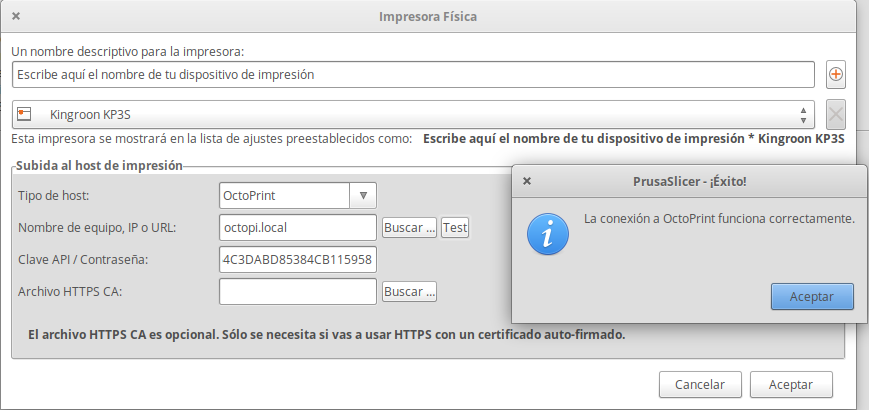 Impresora Física
Un nombre descriptivo para la impresora:
Escribe aquí el nombre de tu dispositivo de impresión
Kingroon KP3S
Esta impresora se mostrará en la lista de ajustes preestablecidos como: Escribe aquí el nombre de tu dispositivo de impresión * Kingroon KP3S
Subida al host de impresión
Tipo de host: OctoPrint
Nombre de equipo, IP o URL: octopi.local Buscar ... Test
Clave API / Contraseña: 4C3DABD85384CB115958
Archivo HTTPS CA: Buscar ...
El archivo HTTPS CA es opcional. Sólo se necesita si vas a usar HTTPS con un certificado auto-firmado.
Cancelar Aceptar
PrusaSlicer - ¡Éxito!
La conexión a OctoPrint funciona correctamente.
Aceptar